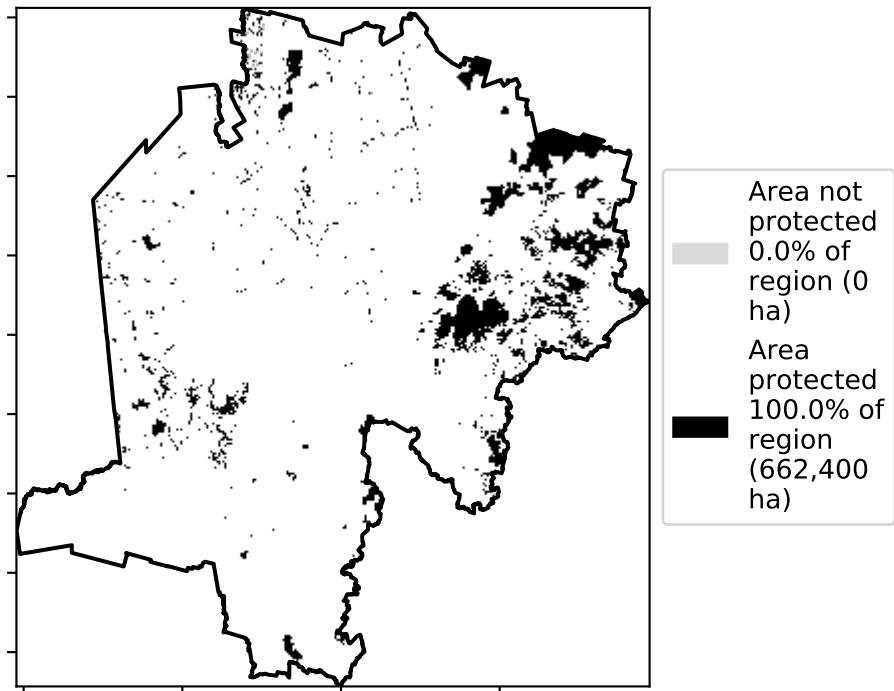 Area not
protected
0.0% of
region (0
ha)
Area
protected
100.0% of
region
(662,400
ha)